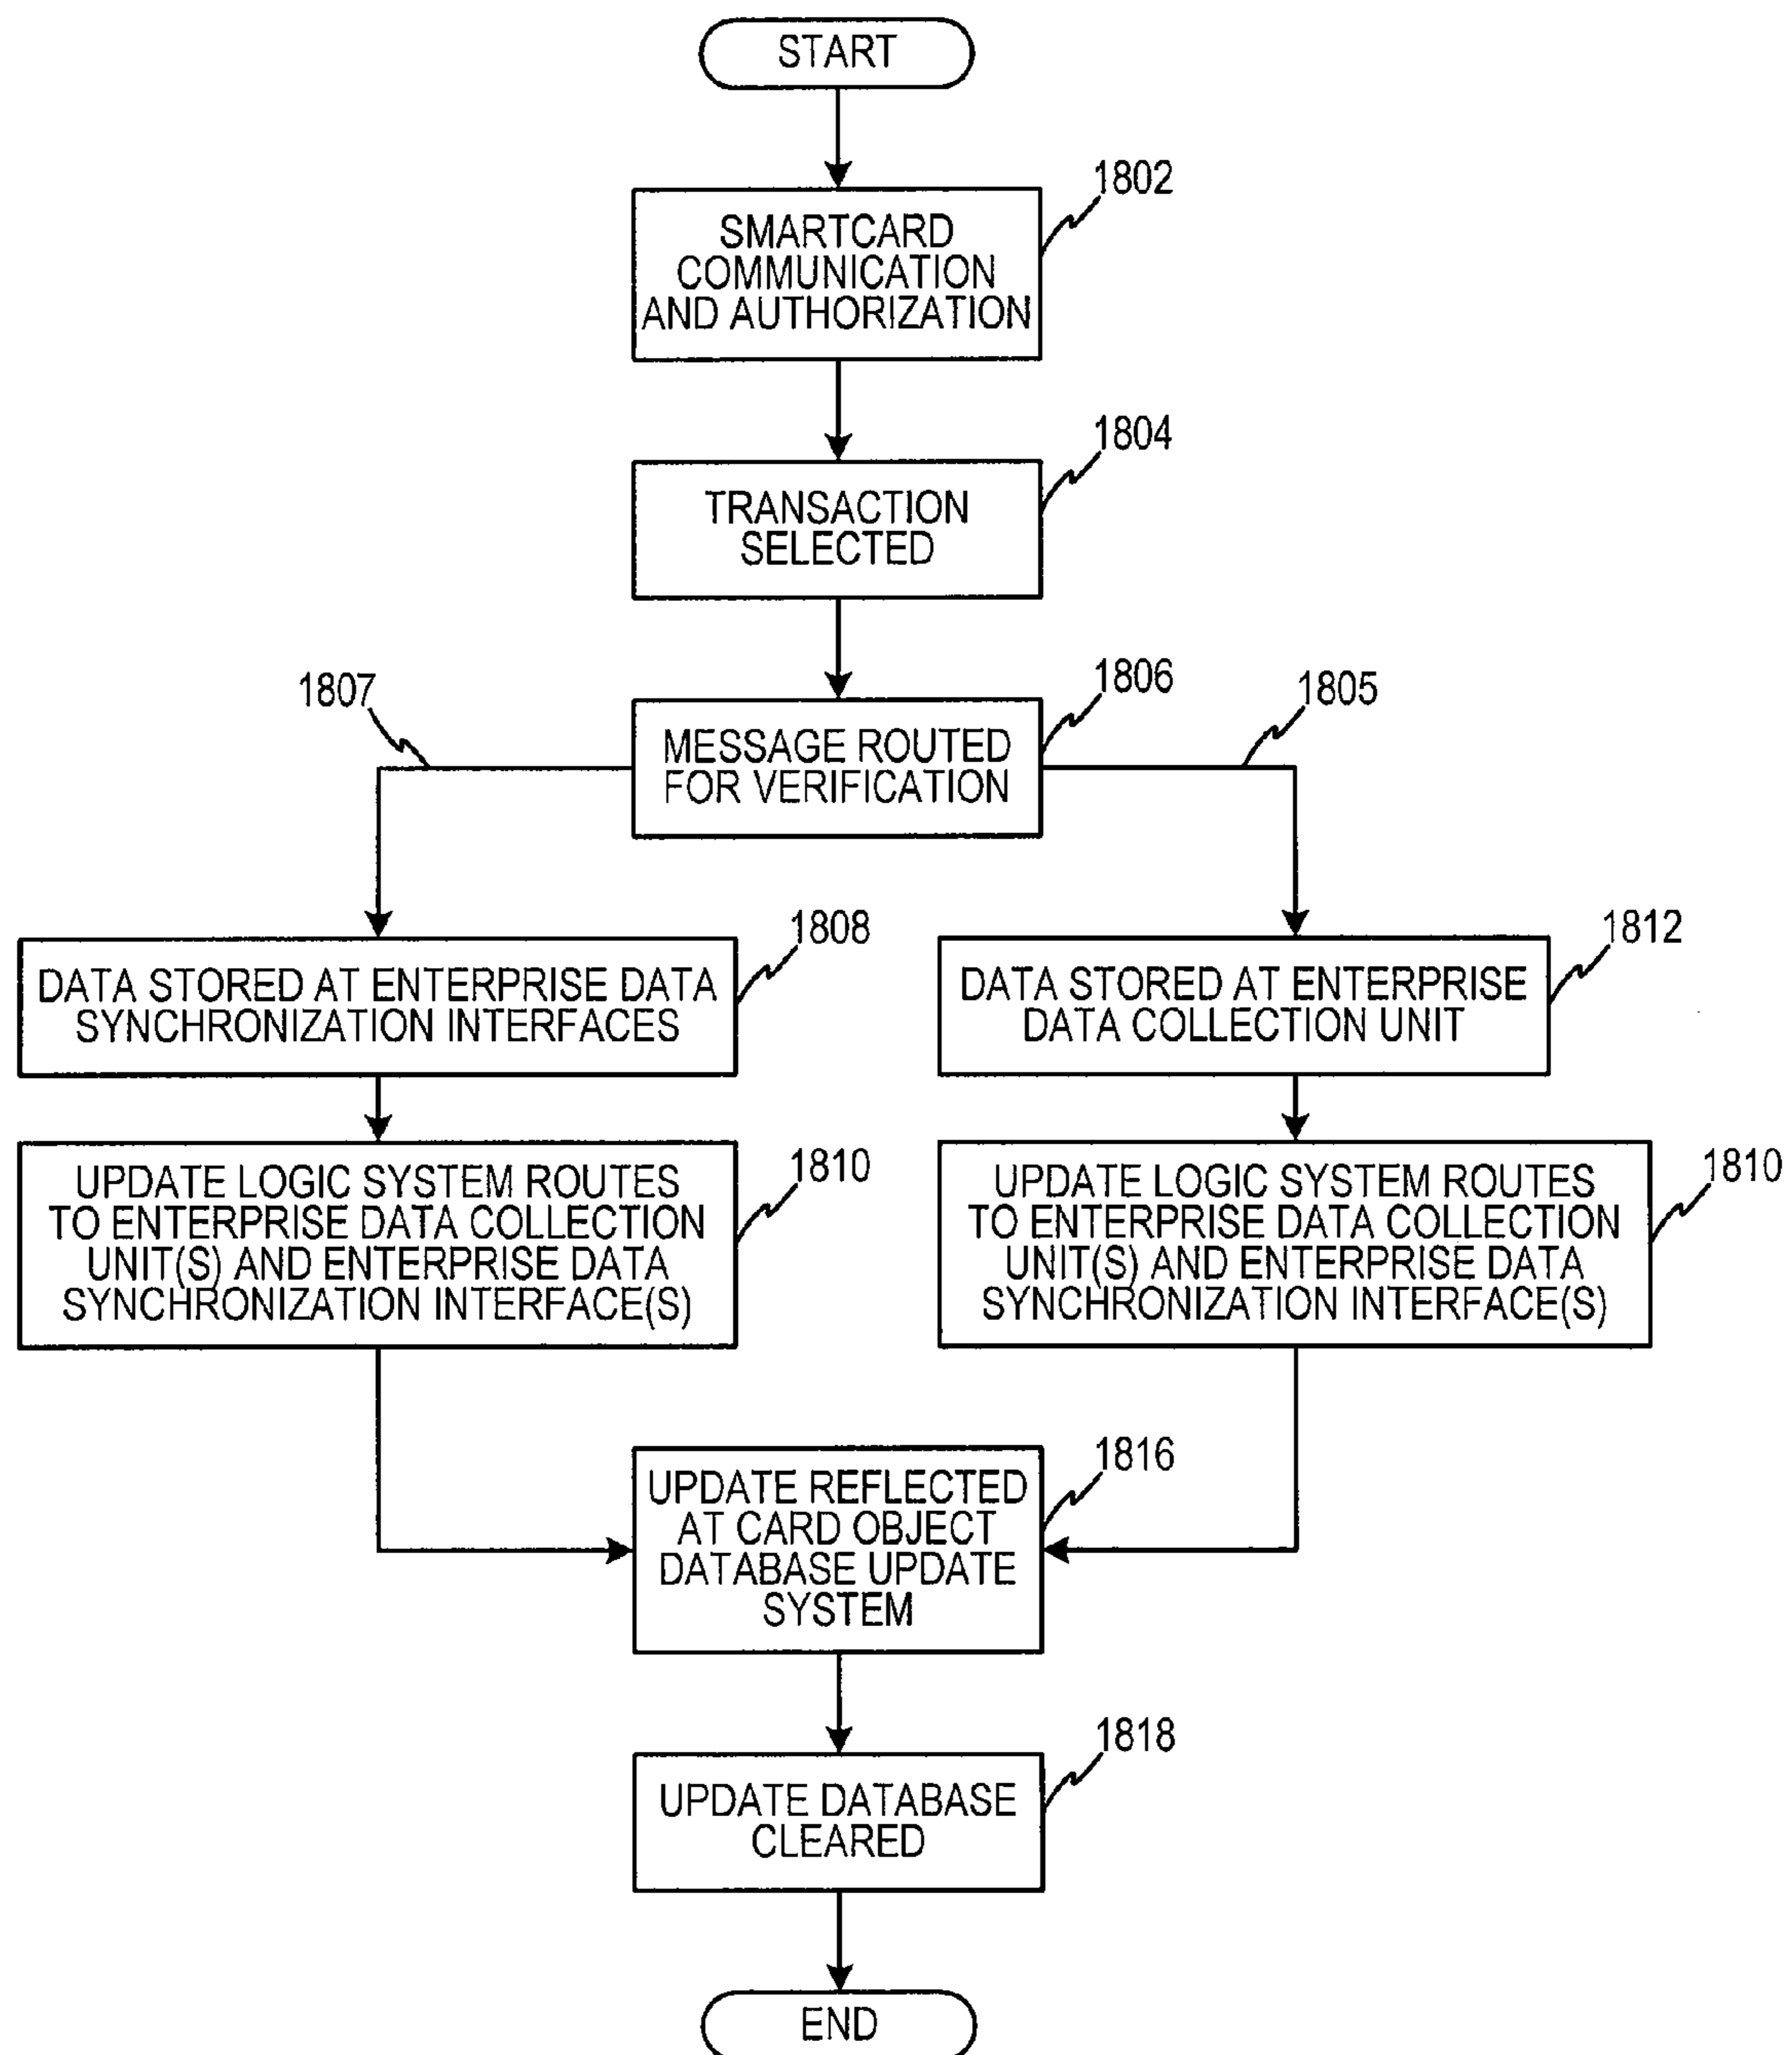 START
1802
SMARTCARD
COMMUNICATION
AND AUTHORIZATION
1804
TRANSACTION
SELECTED
1807
1806
1805
MESSAGE ROUTED
FOR VERIFICATION
1808
DATA STORED AT ENTERPRISE DATA
SYNCHRONIZATION INTERFACES
1812
DATA STORED AT ENTERPRISE
DATA COLLECTION UNIT
1810
UPDATE LOGIC SYSTEM ROUTES
TO ENTERPRISE DATA COLLECTION
UNIT(S) AND ENTERPRISE DATA
SYNCHRONIZATION INTERFACE(S)
1810
UPDATE LOGIC SYSTEM ROUTES
TO ENTERPRISE DATA COLLECTION
UNIT(S) AND ENTERPRISE DATA
SYNCHRONIZATION INTERFACE(S)
1816
UPDATE REFLECTED
AT CARD OBJECT
DATABASE UPDATE
SYSTEM
1818
UPDATE DATABASE
CLEARED
END